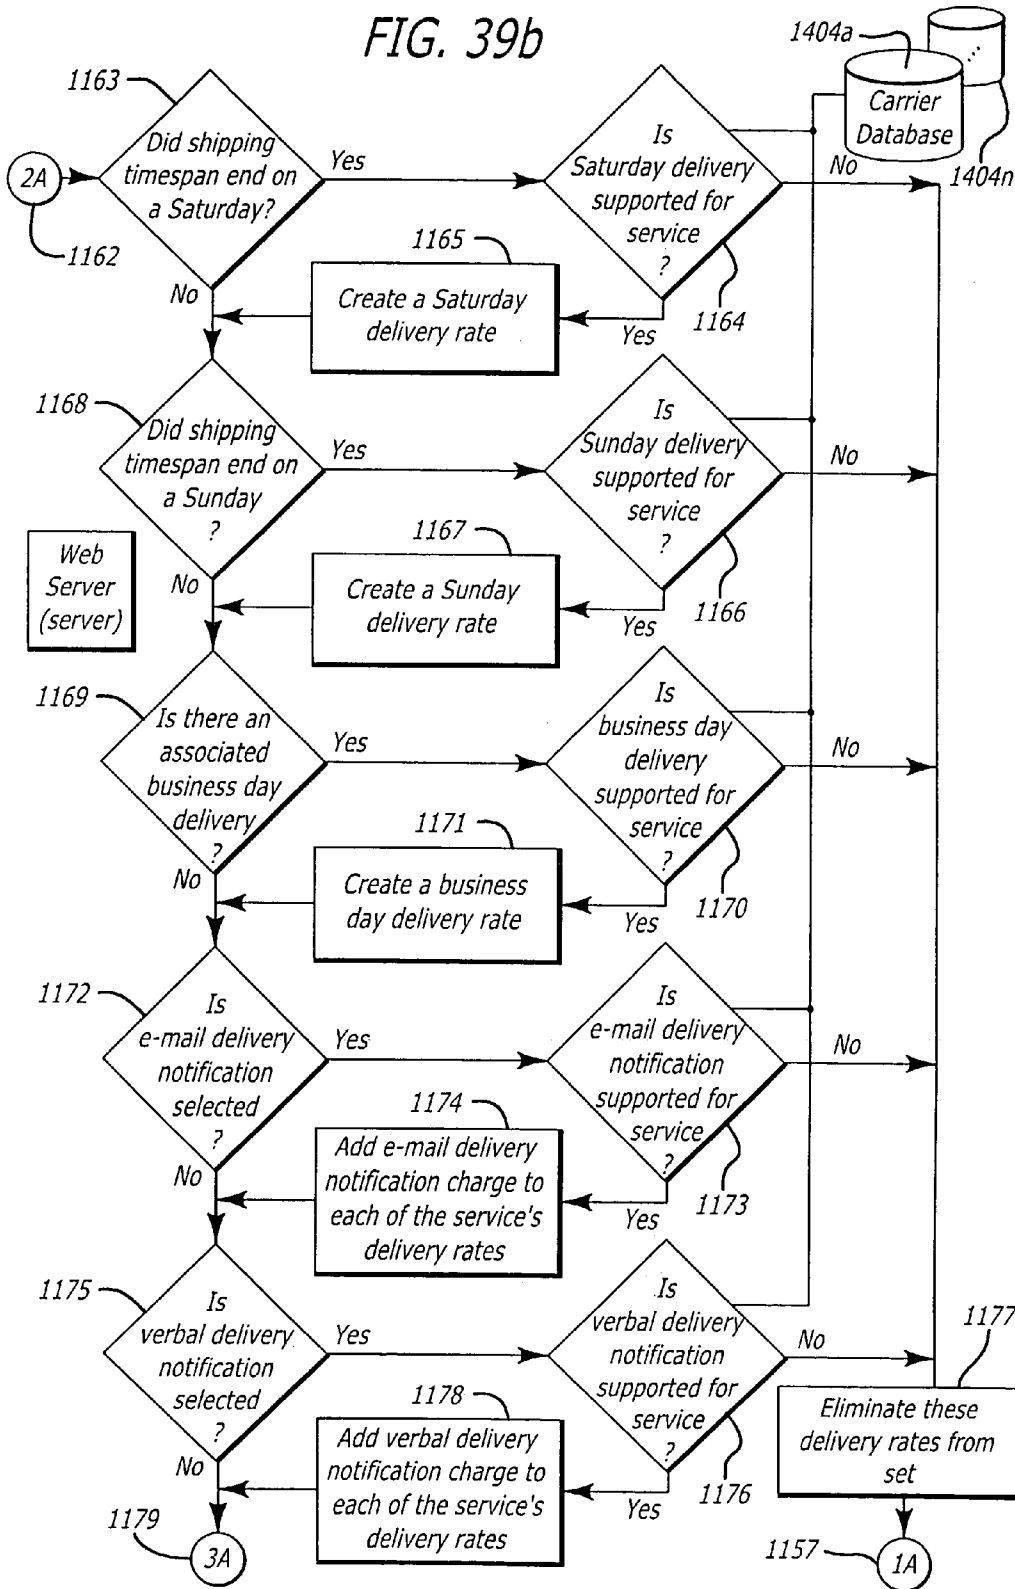 FIG. 39b
1404a
Carrier
Database
1404n
1163
Did shipping
timespan end on
a Saturday?
2A
1162
Yes
No
Is
Saturday delivery
supported for
service
?
No
1164
Yes
1165
Create a Saturday
delivery rate
1168
Did shipping
timespan end on
a Sunday
?
Yes
No
Is
Sunday delivery
supported for
service
?
No
1166
Yes
1167
Create a Sunday
delivery rate
Web
Server
(server)
1169
Is there an
associated
business day
delivery
?
Yes
No
Is
business day
delivery
supported for
service
?
No
1170
Yes
1171
Create a business
day delivery rate
1172
Is
e-mail delivery
notification
selected
?
Yes
No
Is
e-mail delivery
notification
supported for
service
?
No
1173
Yes
1174
Add e-mail delivery
notification charge to
each of the service's
delivery rates
1175
Is
verbal delivery
notification
selected
?
Yes
No
Is
verbal delivery
notification
supported for
service
?
No
1176
Yes
1178
Add verbal delivery
notification charge to
each of the service's
delivery rates
1177
Eliminate these
delivery rates from
set
1179
3A
1157
1A